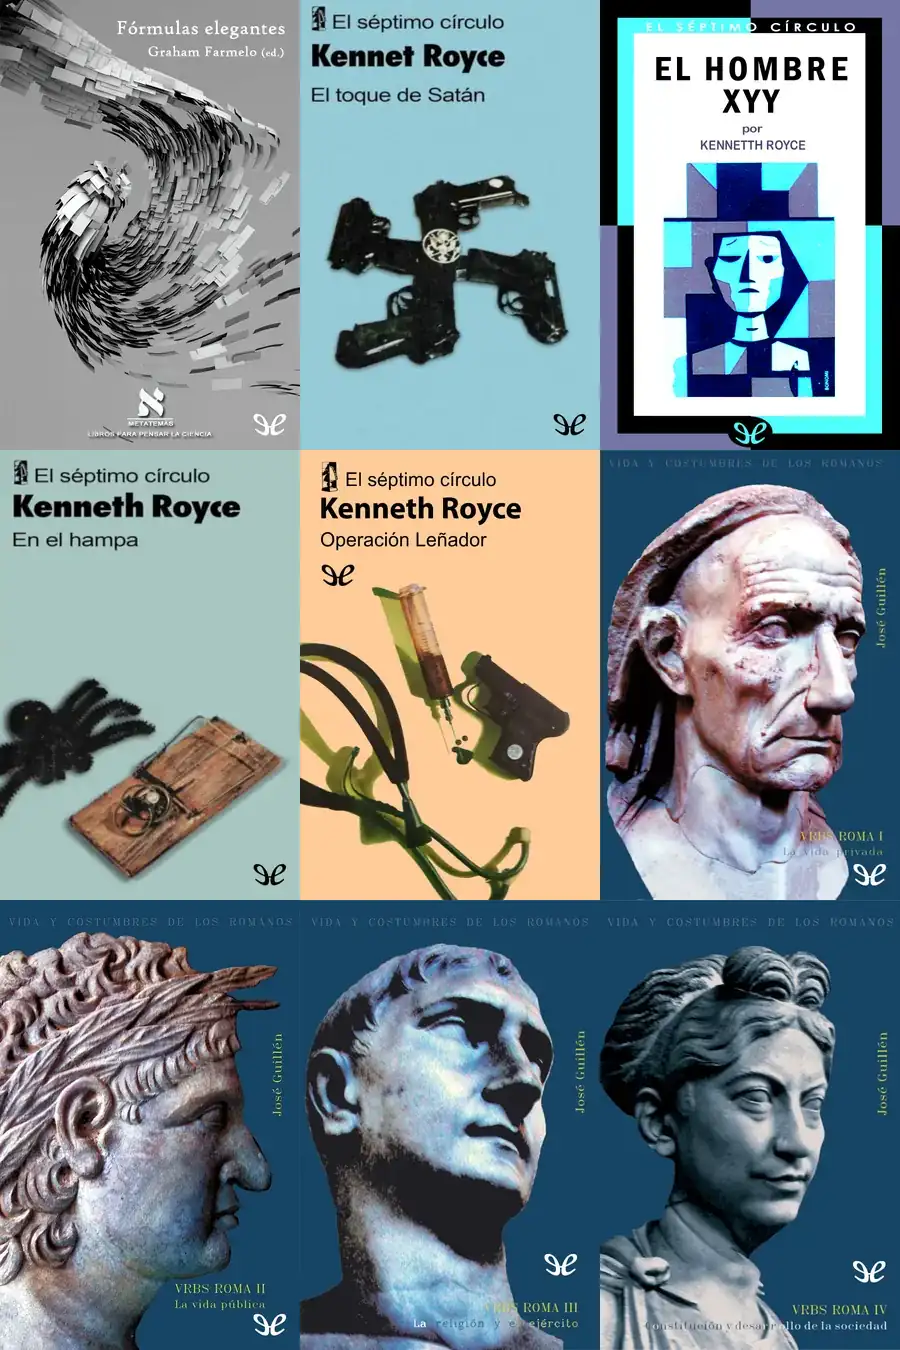 Fórmulas elegantes
Graham Farmelo (ed.)
METATEMAS
LIBROS PARA PENSAR LA CIENCIA
El séptimo círculo
Kennet Royce
El toque de Satán
EL SÉPTIMO CÍRCULO
EL HOMBRE
XYY
por
KENNETTH ROYCE
BONOMI
El séptimo círculo
Kenneth Royce
En el hampa
El séptimo círculo
Kenneth Royce
Operación Leñador
VIDA Y COSTUMBRES DE LOS ROMANOS
José Guillén
VRBS ROMA I
La vida privada
VIDA Y COSTUMBRES DE LOS ROMANOS
José Guillén
VRBS ROMA II
La vida pública
VIDA Y COSTUMBRES DE LOS ROMANOS
José Guillén
VRBS ROMA III
La religión y el ejército
VIDA Y COSTUMBRES DE LOS ROMANOS
José Guillén
VRBS ROMA IV
Constitución y desarrollo de la sociedad